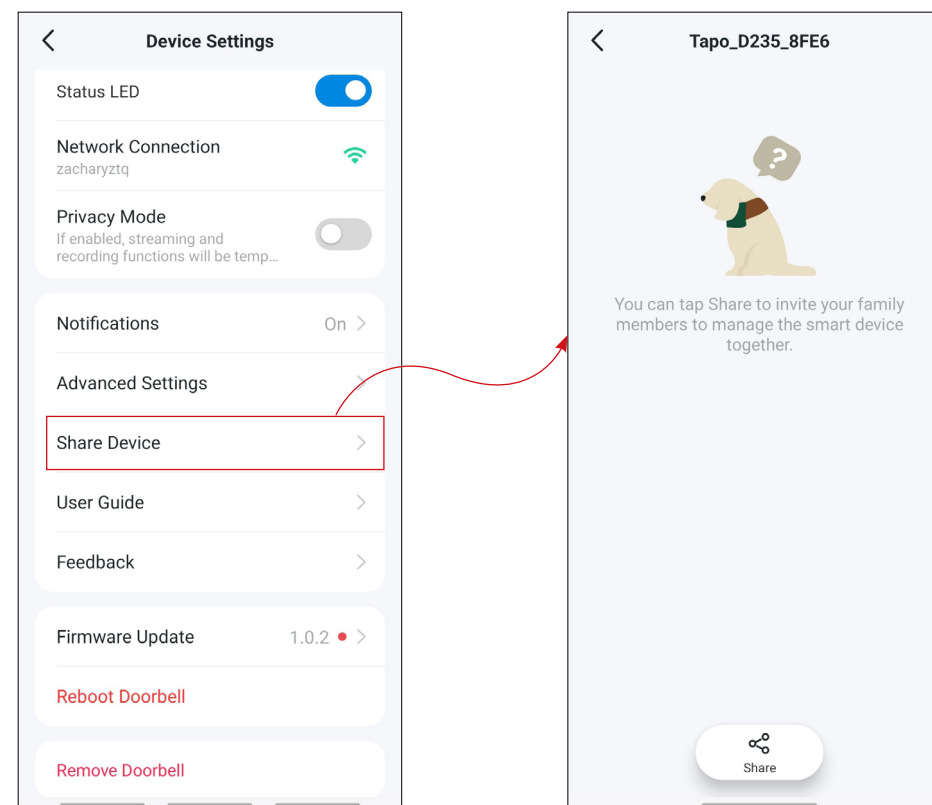 Device Settings
Status LED
Network Connection
zacharyztq
Privacy Mode
If enabled, streaming and
recording functions will be temp...
Notifications On
Advanced Settings
Share Device
User Guide
Feedback
Firmware Update 1.0.2
Reboot Doorbell
Remove Doorbell
Tapo_D235_8FE6
?
You can tap Share to invite your family
members to manage the smart device
together.
Share